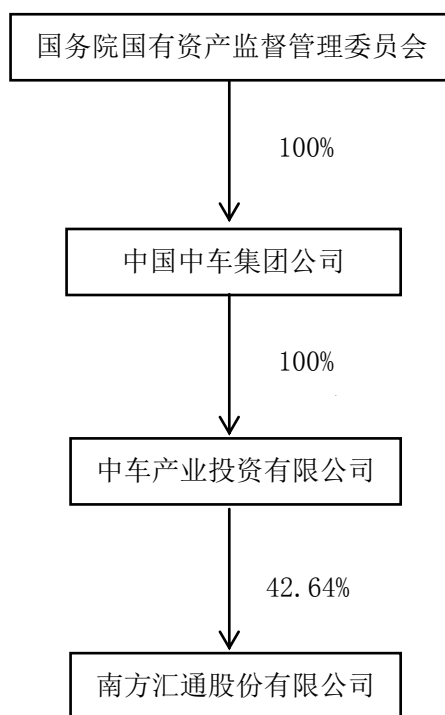 国务院国有资产监督管理委员会
100%
中国中车集团公司
100%
中车产业投资有限公司
42.64%
南方汇通股份有限公司